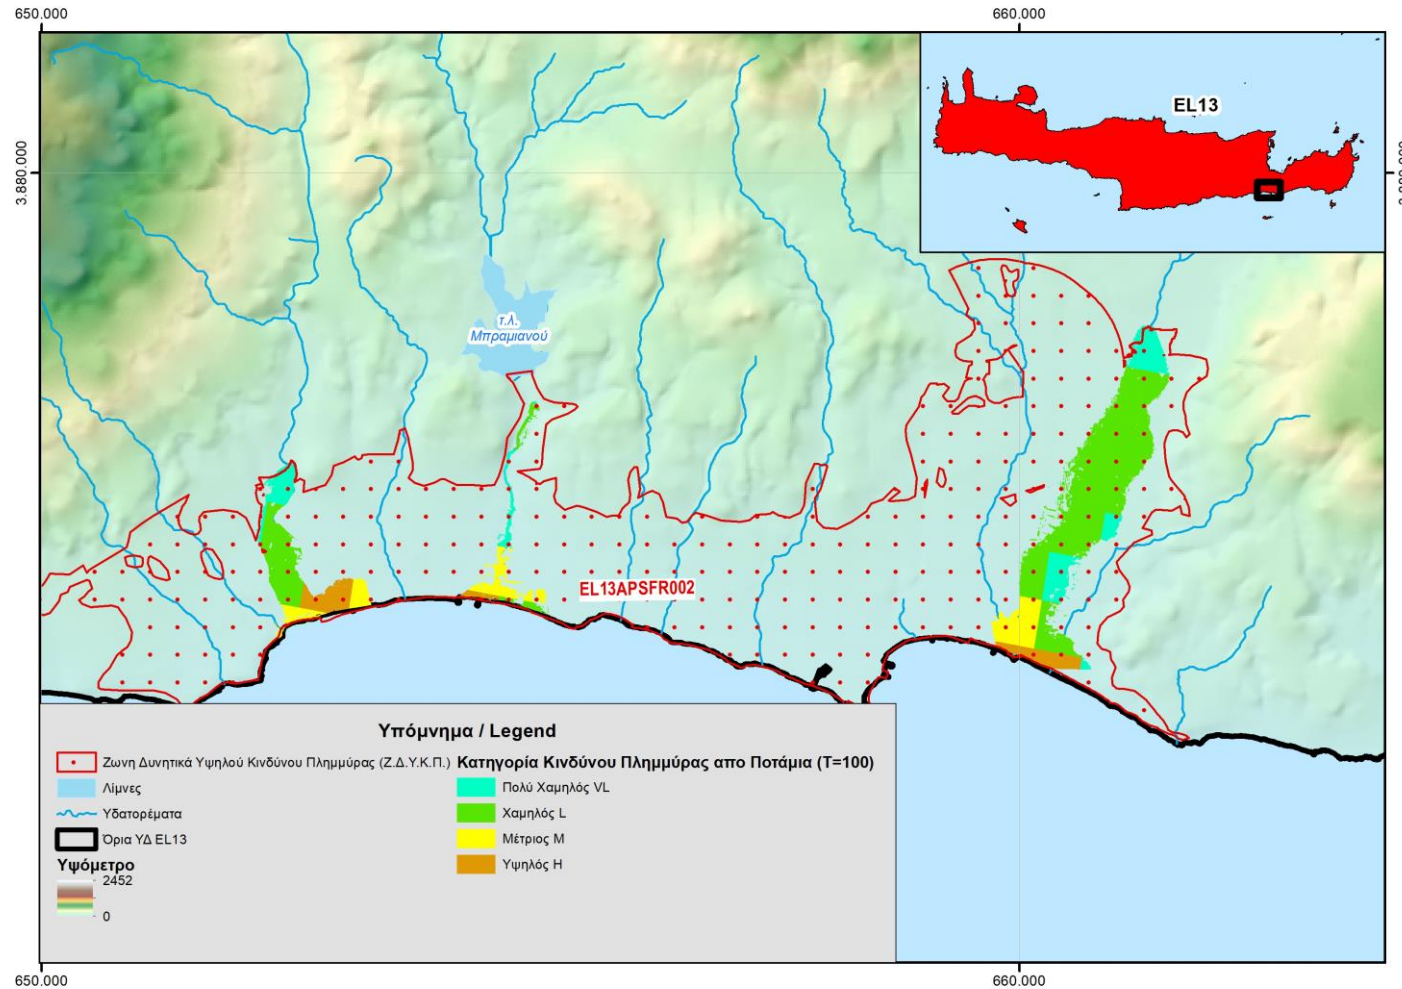 650.000
660.000
3.880.000
EL13
τ.λ.
Μπραμιανού
EL13APSFR002
Υπόμνημα / Legend
Ζωνη Δυνητικά Υψηλού Κινδύνου Πλημμύρας (Ζ.Δ.Υ.Κ.Π.)
Λίμνες
Υδατορέματα
Όρια ΥΔ EL13
Υψόμετρο
2452
0
Κατηγορία Κινδύνου Πλημμύρας απο Ποτάμια (T=100)
Πολύ Χαμηλός VL
Χαμηλός L
Μέτριος M
Υψηλός H
650.000
660.000